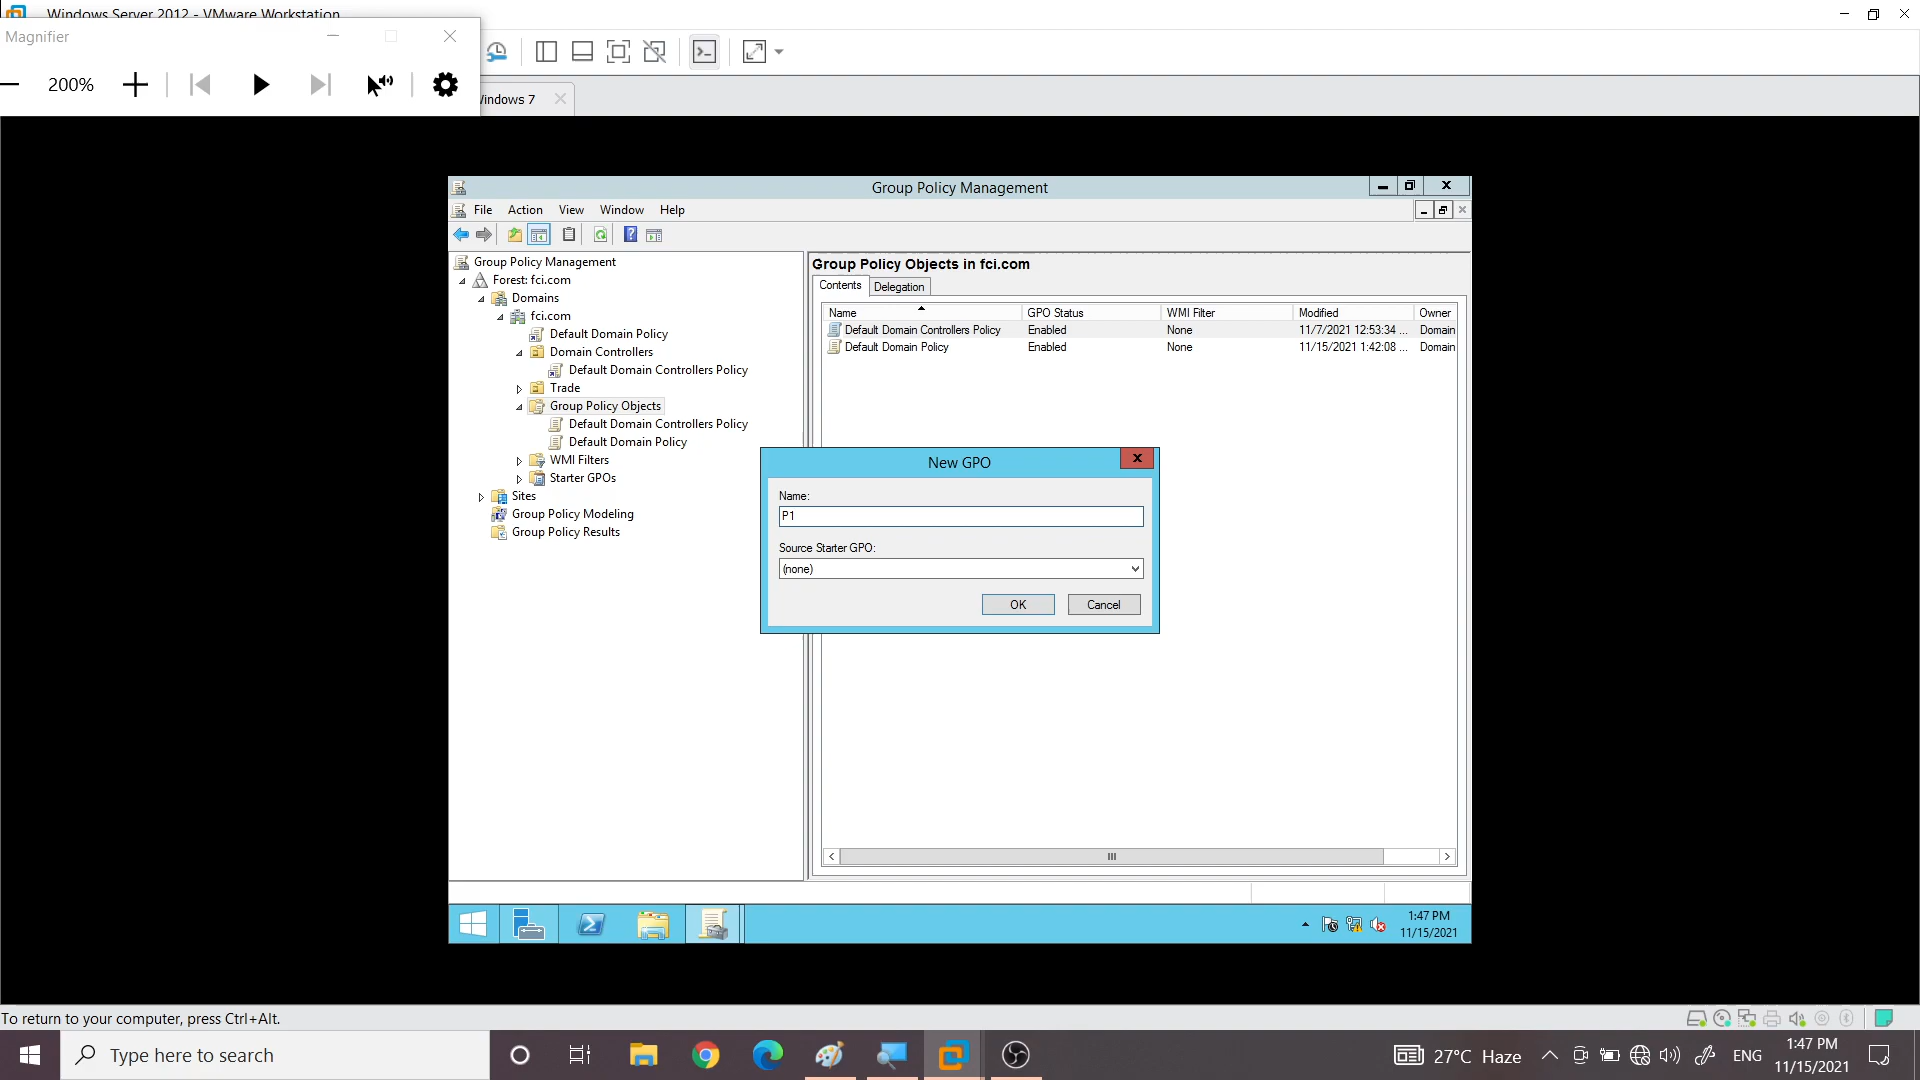 Windows Server 2012 - VMware Workstation
Magnifier
200%
Windows 7
Group Policy Management
File Action View Window Help
Group Policy Management
Forest: fci.com
Domains
fci.com
Default Domain Policy
Domain Controllers
Default Domain Controllers Policy
Trade
Group Policy Objects
Default Domain Controllers Policy
Default Domain Policy
WMI Filters
Starter GPOs
Sites
Group Policy Modeling
Group Policy Results
Group Policy Objects in fci.com
Contents Delegation
Name GPO Status WMI Filter Modified Owner
Default Domain Controllers Policy Enabled None 11/7/2021 12:53:34 ... Domain
Default Domain Policy Enabled None 11/15/2021 1:42:08 ... Domain
New GPO
Name:
P1
Source Starter GPO:
(none)
OK Cancel
1:47 PM
11/15/2021
To return to your computer, press Ctrl+Alt.
Type here to search
27°C Haze
ENG
1:47 PM
11/15/2021